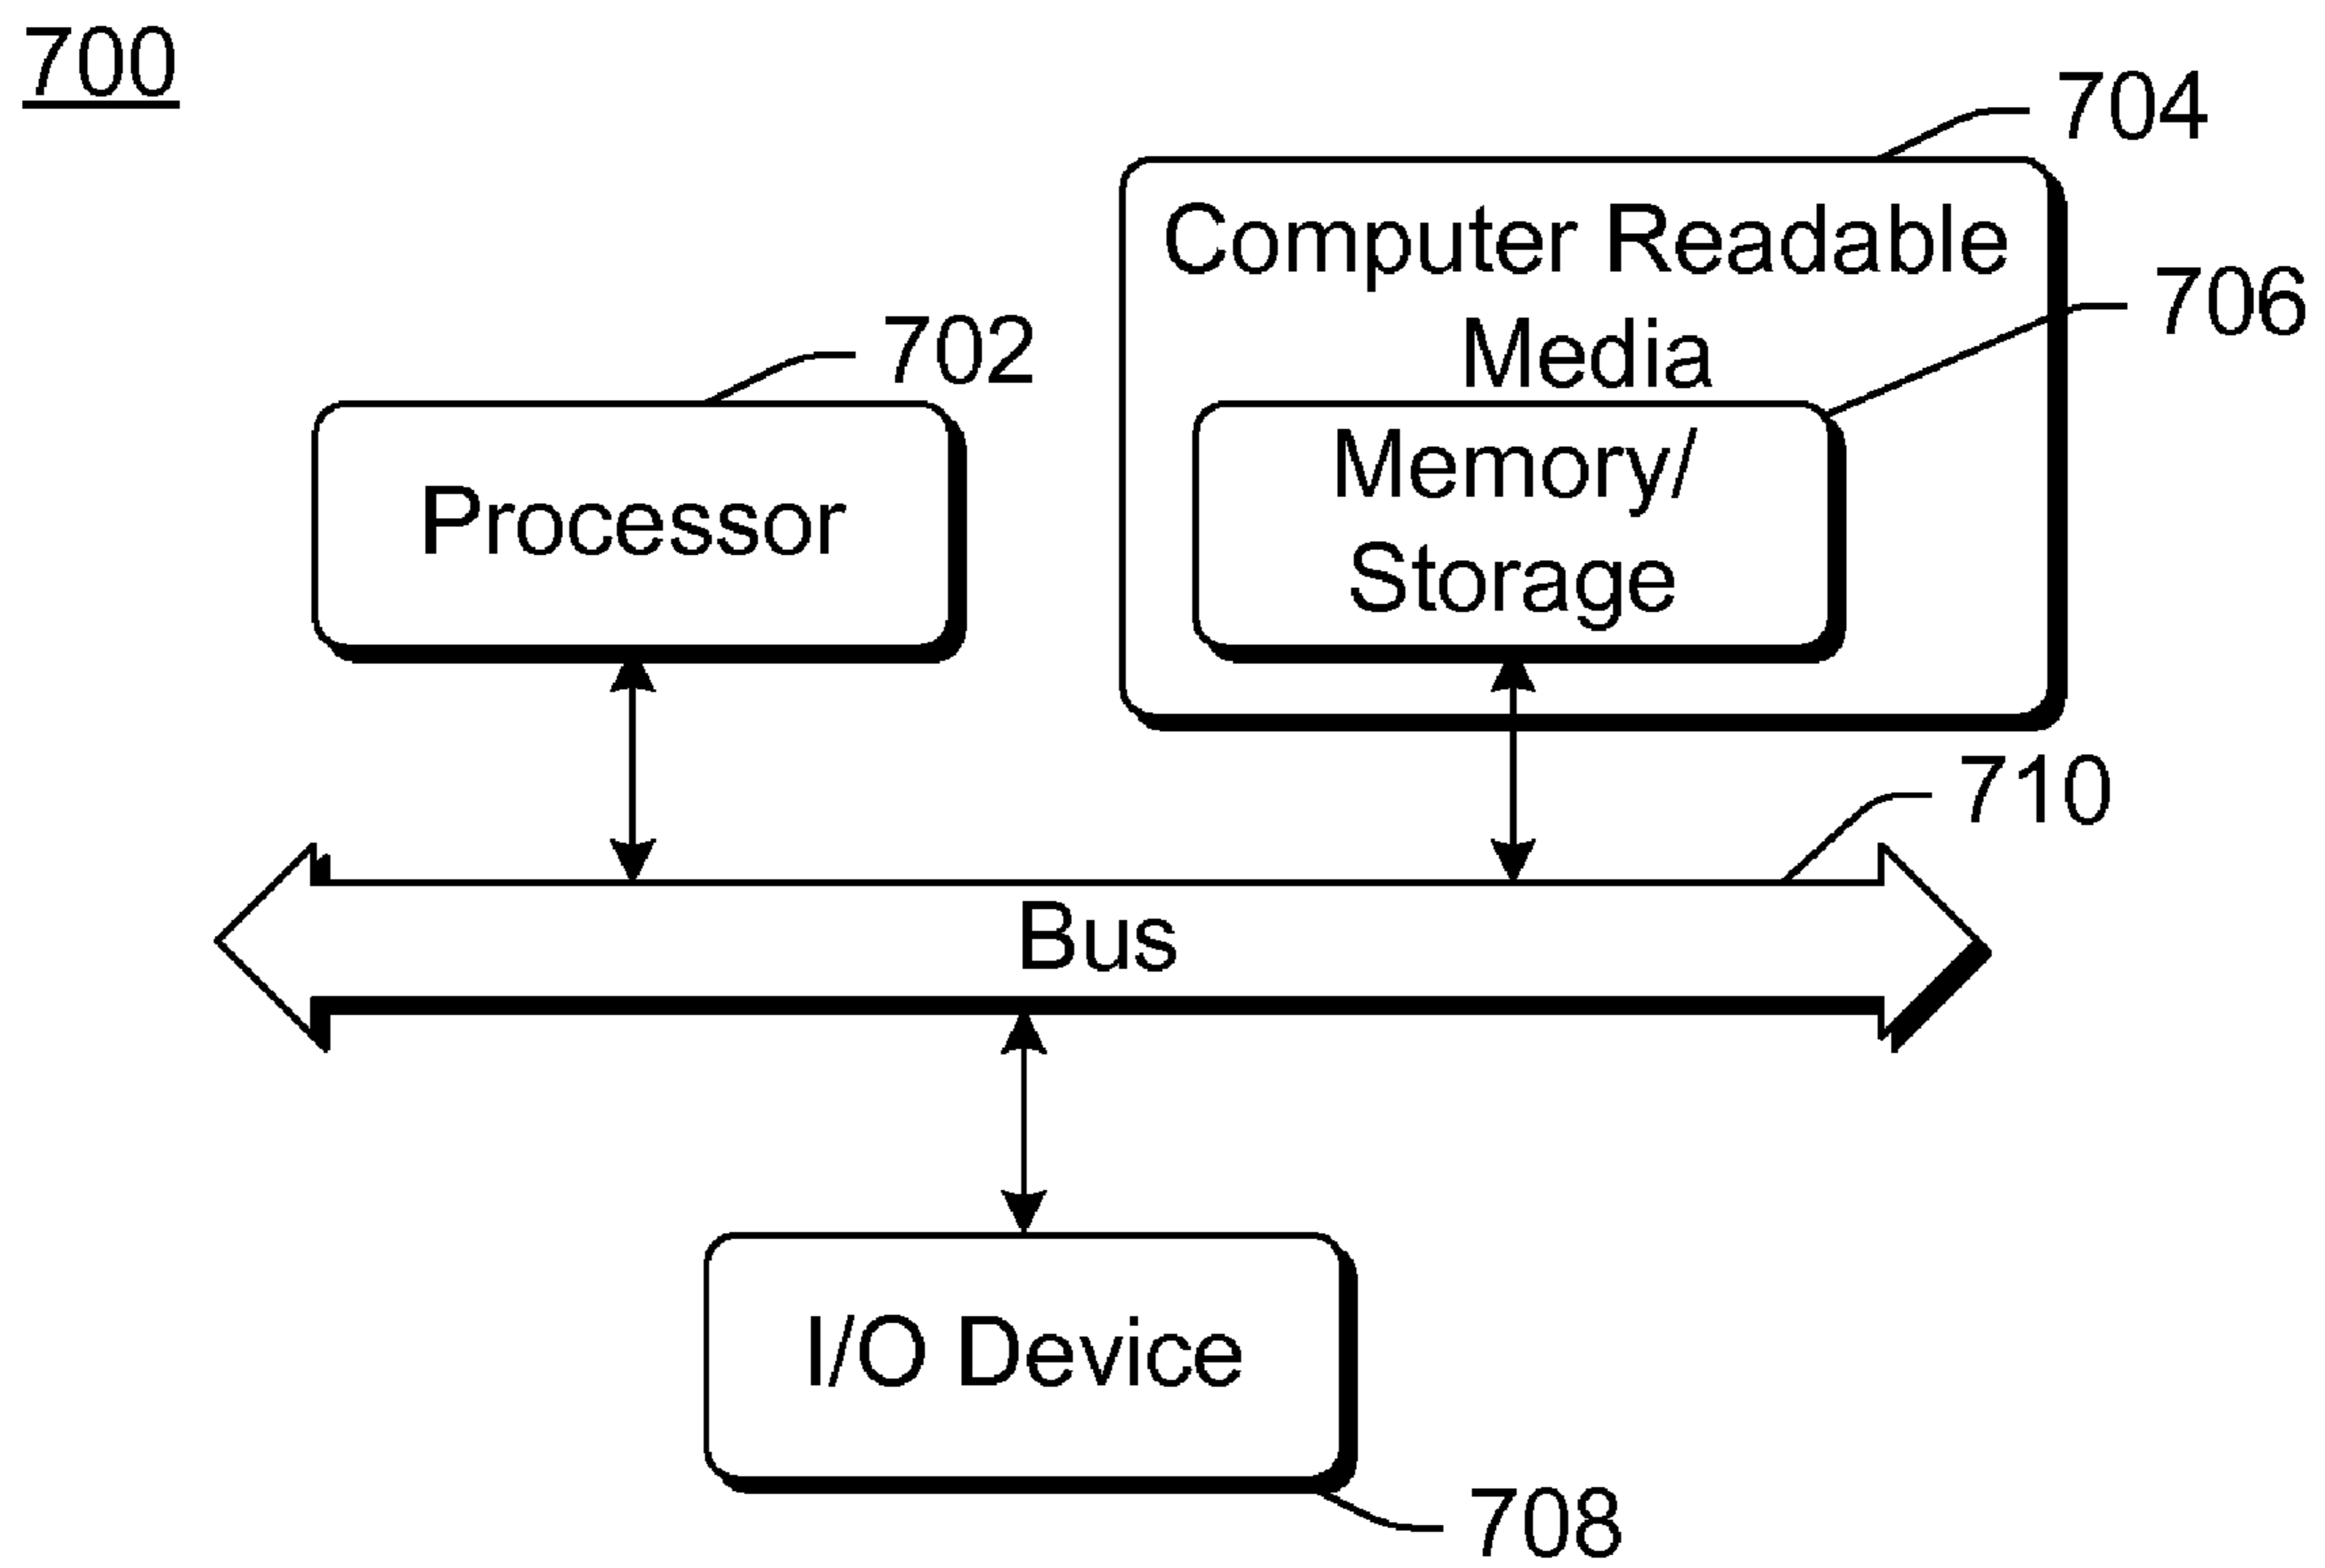 700
704
Computer Readable
Media
706
702
Processor
Memory/
Storage
710
Bus
I/O Device
708